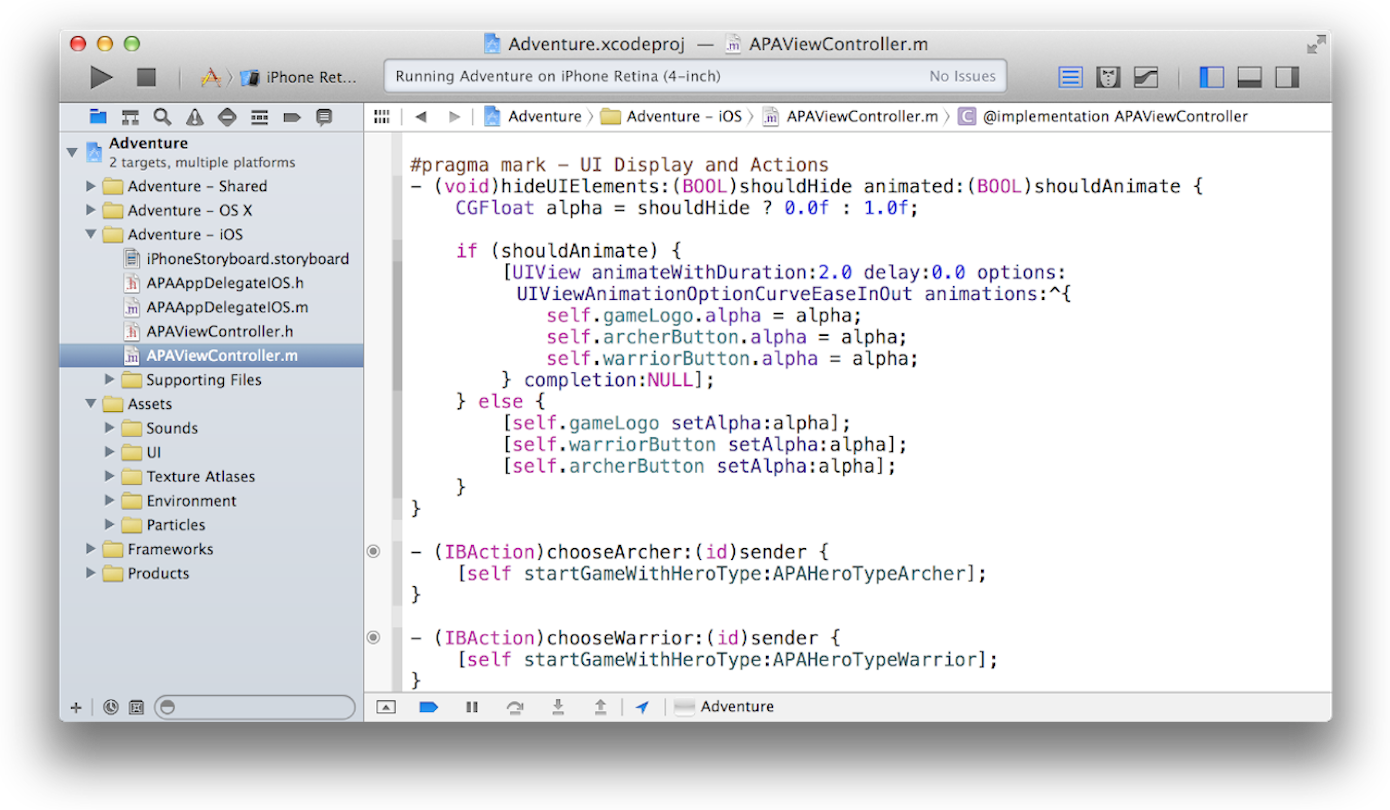 Adventure.xcodeproj — APAViewController.m
iPhone Ret...
Running Adventure on iPhone Retina (4-inch) No Issues
Adventure Adventure – iOS APAViewController.m C @implementation APAViewController
Adventure
2 targets, multiple platforms
Adventure – Shared
Adventure – OS X
Adventure – iOS
iPhoneStoryboard.storyboard
APAAppDelegateIOS.h
APAAppDelegateIOS.m
APAViewController.h
APAViewController.m
Supporting Files
Assets
Sounds
UI
Texture Atlases
Environment
Particles
Frameworks
Products
#pragma mark – UI Display and Actions
- (void)hideUIElements:(BOOL)shouldHide animated:(BOOL)shouldAnimate {
CGFloat alpha = shouldHide ? 0.0f : 1.0f;
if (shouldAnimate) {
[UIView animateWithDuration:2.0 delay:0.0 options:
UIViewAnimationOptionCurveEaseInOut animations:^{
self.gameLogo.alpha = alpha;
self.archerButton.alpha = alpha;
self.warriorButton.alpha = alpha;
} completion:NULL];
} else {
[self.gameLogo setAlpha:alpha];
[self.warriorButton setAlpha:alpha];
[self.archerButton setAlpha:alpha];
}
}
- (IBAction)chooseArcher:(id)sender {
[self startGameWithHeroType:APAHeroTypeArcher];
}
- (IBAction)chooseWarrior:(id)sender {
[self startGameWithHeroType:APAHeroTypeWarrior];
}
Adventure